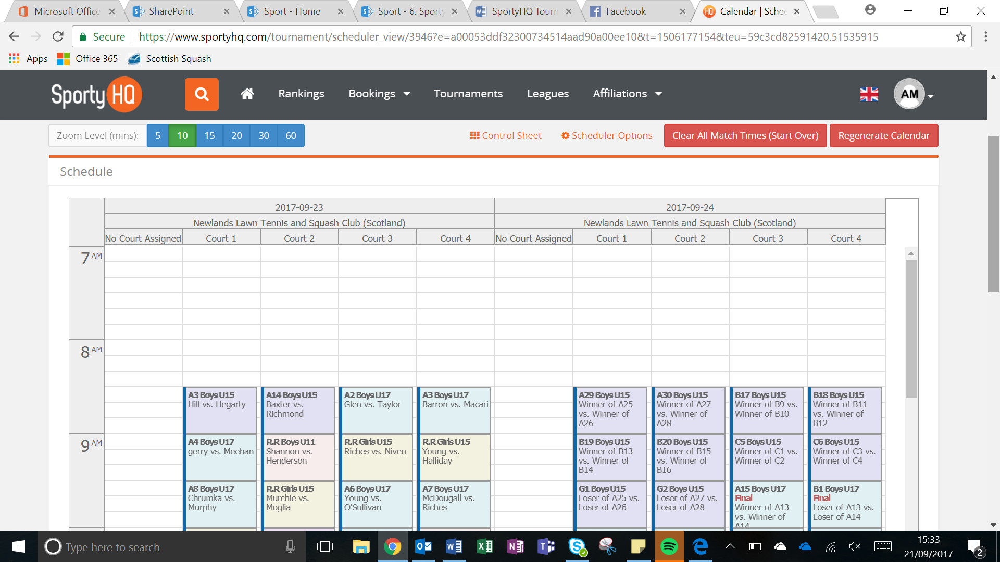 Microsoft Office
SharePoint
Sport - Home
Sport - 6. Sporty
SportyHQ Tourn
Facebook
Calendar | Sche
Secure
https://www.sportyhq.com/tournament/scheduler_view/3946?e=a00053ddf32300734514aad90a00ee10&t=1506177154&teu=59c3cd82591420.51535915
Apps
Office 365
Scottish Squash
Sporty HQ
Rankings
Bookings
Tournaments
Leagues
Affiliations
AM
Zoom Level (mins):
5
10
15
20
30
60
Control Sheet
Scheduler Options
Clear All Match Times (Start Over)
Regenerate Calendar
Schedule
2017-09-23
2017-09-24
Newlands Lawn Tennis and Squash Club (Scotland)
Newlands Lawn Tennis and Squash Club (Scotland)
No Court Assigned
Court 1
Court 2
Court 3
Court 4
No Court Assigned
Court 1
Court 2
Court 3
Court 4
7 AM
8 AM
A3 Boys U15
Hill vs. Hegarty
A14 Boys U15
Baxter vs.
Richmond
A2 Boys U17
Glen vs. Taylor
A3 Boys U17
Barron vs. Macari
A29 Boys U15
Winner of A25
vs. Winner of
A26
A30 Boys U15
Winner of A27
vs. Winner of
A28
B17 Boys U15
Winner of B9 vs.
Winner of B10
B18 Boys U15
Winner of B11
vs. Winner of
B12
9 AM
A4 Boys U17
gerry vs. Meehan
R.R Boys U11
Shannon vs.
Henderson
R.R Girls U15
Riches vs. Niven
R.R Girls U15
Young vs.
Halliday
B19 Boys U15
Winner of B13
vs. Winner of
B14
B20 Boys U15
Winner of B15
vs. Winner of
B16
C5 Boys U15
Winner of C1 vs.
Winner of C2
C6 Boys U15
Winner of C3 vs.
Winner of C4
A8 Boys U17
Chrumka vs.
Murphy
R.R Girls U15
Murchie vs.
Moglia
A6 Boys U17
Young vs.
O'Sullivan
A7 Boys U17
McDougall vs.
Riches
G1 Boys U15
Loser of A25 vs.
Loser of A26
G2 Boys U15
Loser of A27 vs.
Loser of A28
A15 Boys U17
Final
Winner of A13
vs. Winner of
A14
B1 Boys U17
Final
Loser of A13 vs.
Loser of A14
Type here to search
15:33
21/09/2017
2